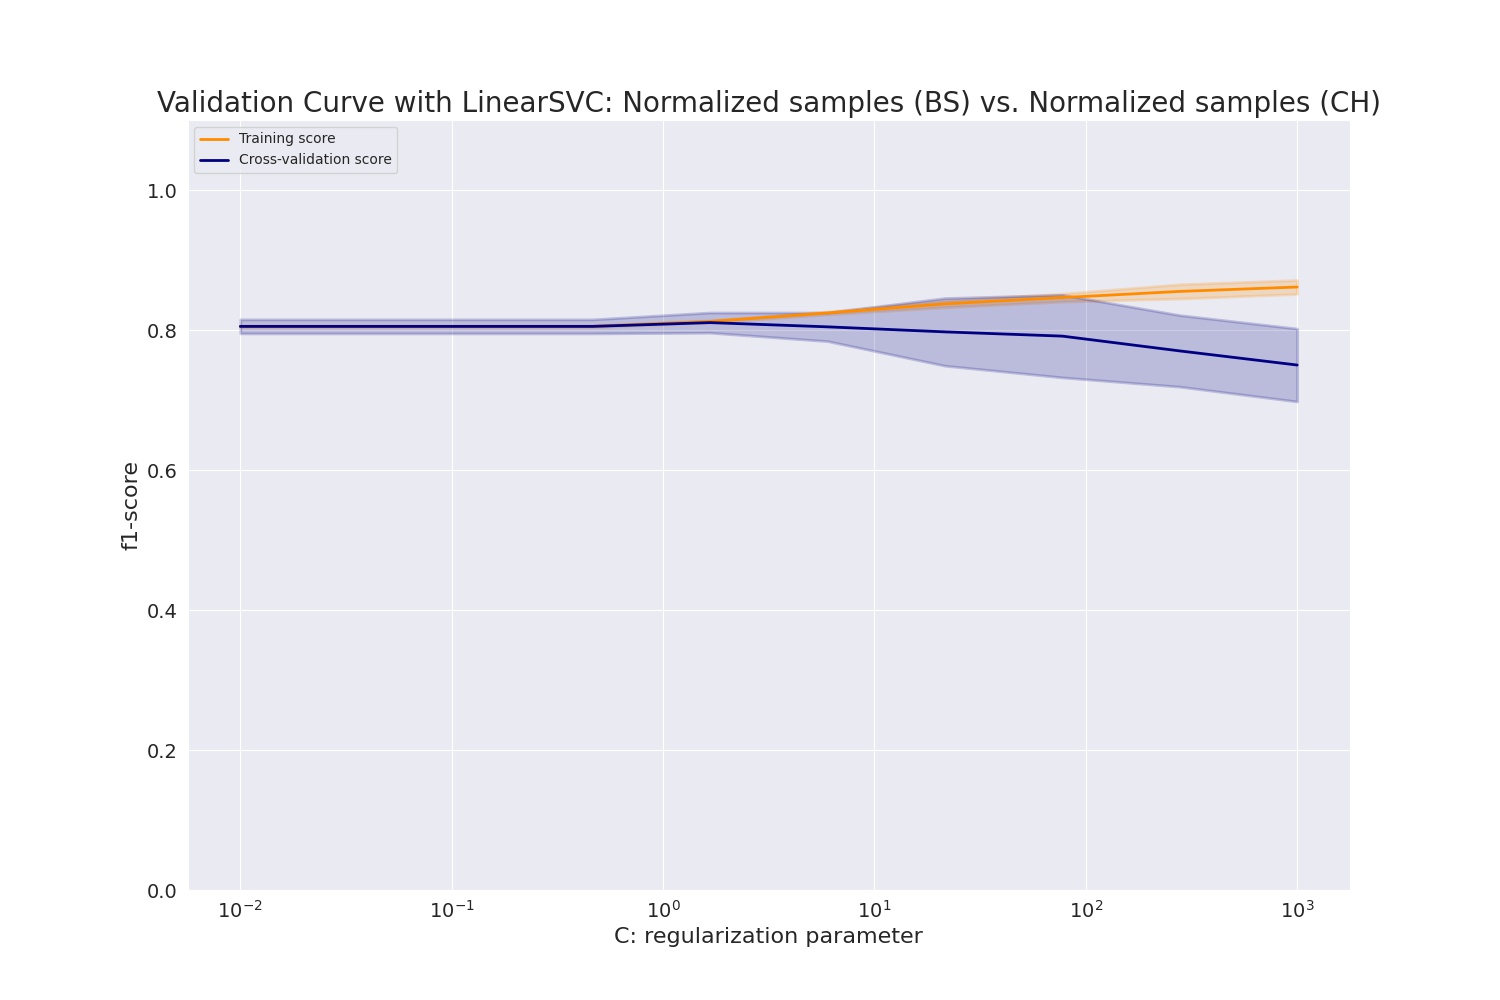 Validation Curve with LinearSVC: Normalized samples (BS) vs. Normalized samples (CH)
Training score
Cross-validation score
1.0
0.8
0.6
0.4
0.2
0.0
f1-score
10⁻² 10⁻¹ 10⁰ 10¹ 10² 10³
C: regularization parameter